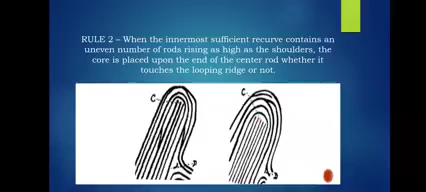 RULE 2 – When the innermost sufficient recurve contains an
uneven number of rods rising as high as the shoulders, the
core is placed upon the end of the center rod whether it
touches the looping ridge or not.
C
C
D